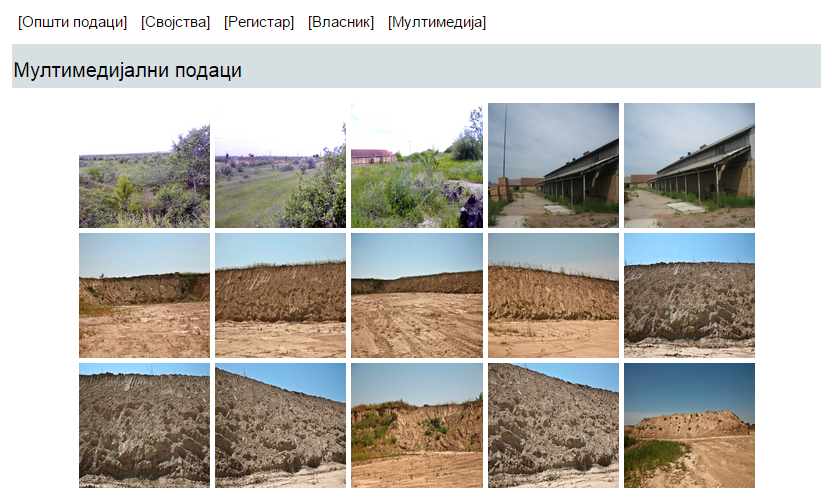 [Општи подаци] [Својства] [Регистар] [Власник] [Мултимедија]
Мултимедијални подаци